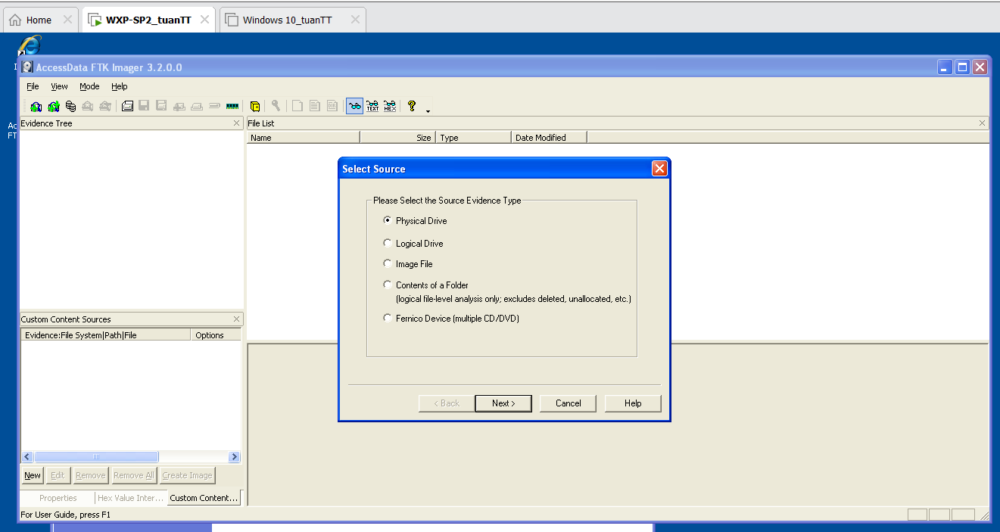 Home
WXP-SP2_tuanTT
Windows 10_tuanTT
AccessData FTK Imager 3.2.0.0
File View Mode Help
TEXT HEX
Ac
FT
Evidence Tree
File List
Name Size Type Date Modified
Select Source
Please Select the Source Evidence Type
Physical Drive
Logical Drive
Image File
Contents of a Folder
(logical file-level analysis only; excludes deleted, unallocated, etc.)
Fernico Device (multiple CD/DVD)
< Back Next > Cancel Help
Custom Content Sources
Evidence:File System|Path|File Options
New Edit Remove Remove All Create Image
Properties Hex Value Inter... Custom Content...
For User Guide, press F1